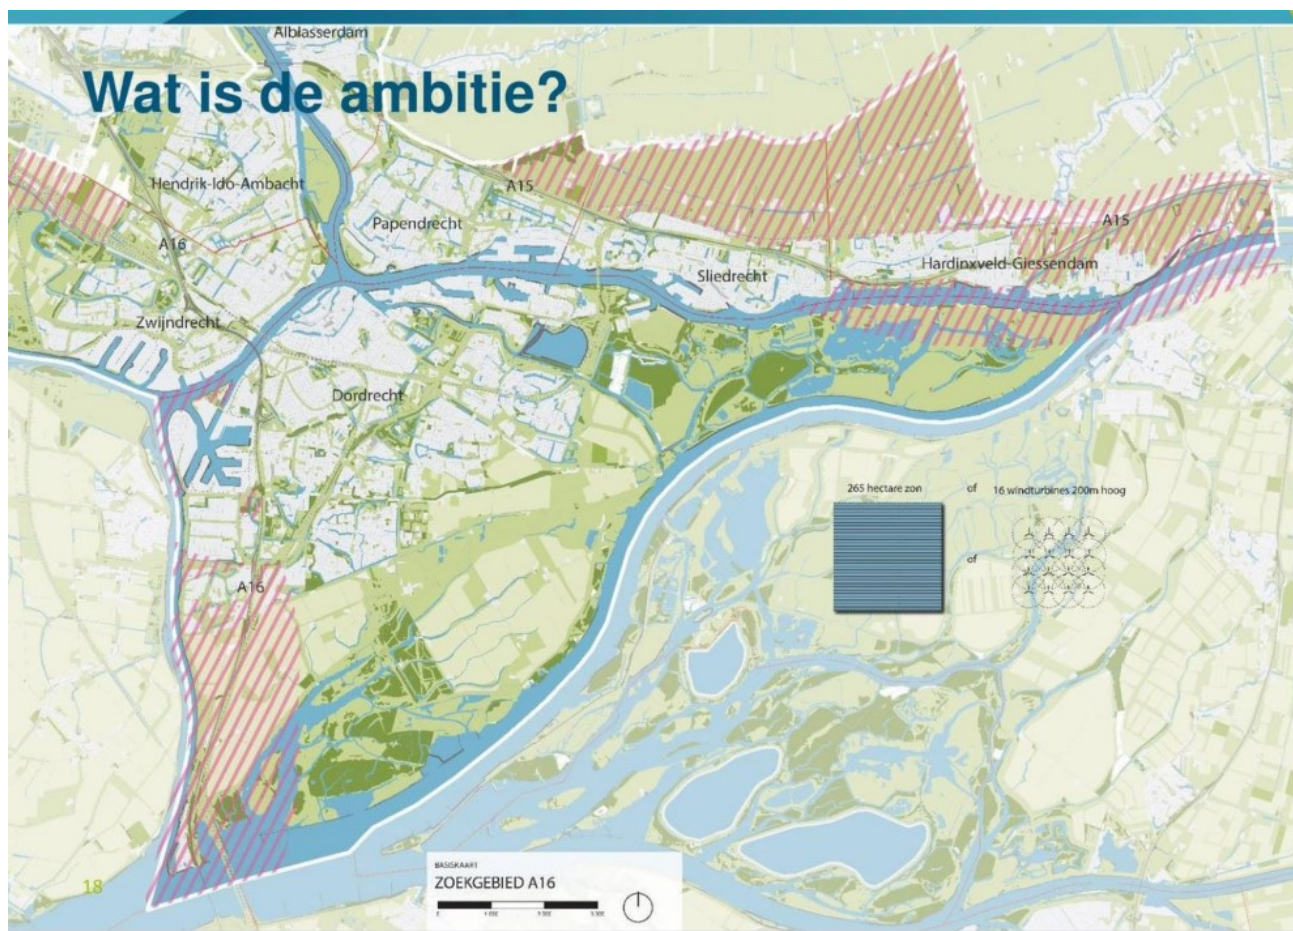 Alblasserdam
Wat is de ambitie?
A15
Hendrik-Ido-Ambacht
A15
Papendrecht
A16
Hardinxveld-Giessendam
Sliedrecht
Zwijndrecht
Dordrecht
265 hectare zon of 16 windturbines 200m hoog
of
A16
BASISKAART
ZOEKGEBIED A16
18